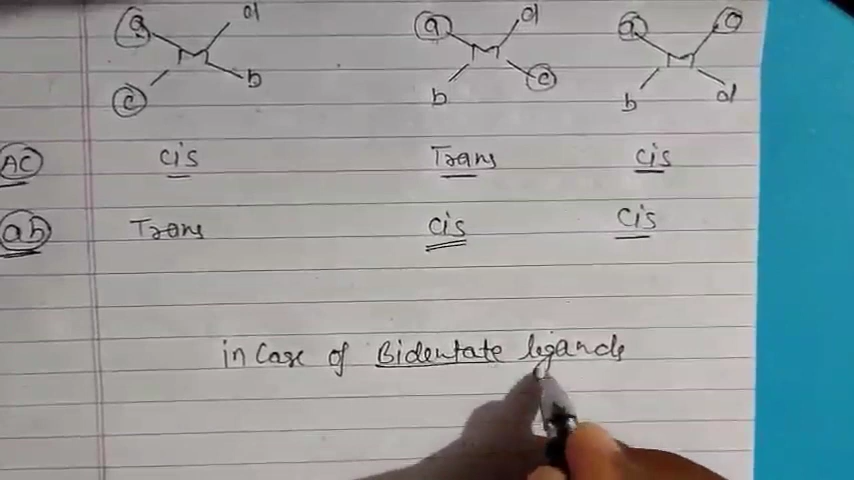 a d a d a a
c b b c b d
AC cis Trans cis
ab Trans cis cis
in Case of Bidentate ligands